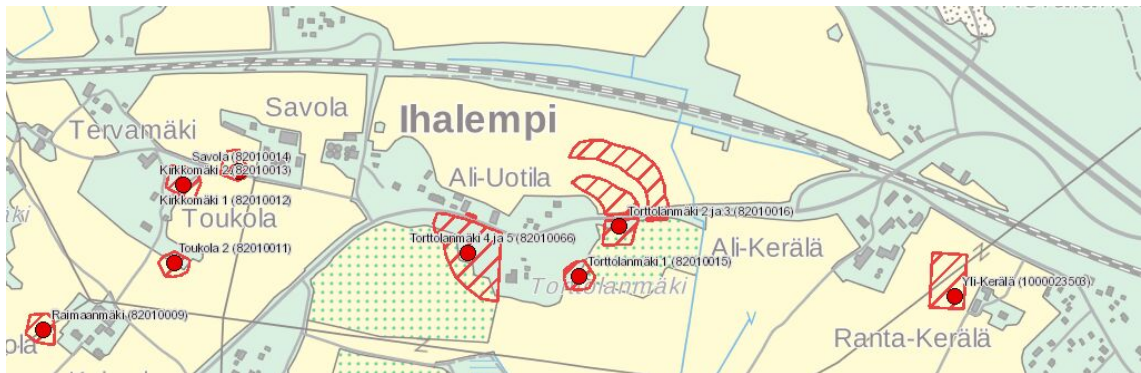 Savola
Ihalempi
Tervamäki
Savola (82010014)
Kirkkomäki 2 (82010013)
Ali-Uotila
Kirkkomäki 1 (82010012)
Toukola
Torttolanmäki 2 ja 3 (82010016)
Toukola 2 (82010011)
Torttolanmäki 4 ja 5 (82010066)
Ali-Kerälä
Torttolanmäki 1 (82010015)
Torttolanmäki
Yli-Kerälä (1000023503)
Raimaanmäki (82010009)
Ranta-Kerälä